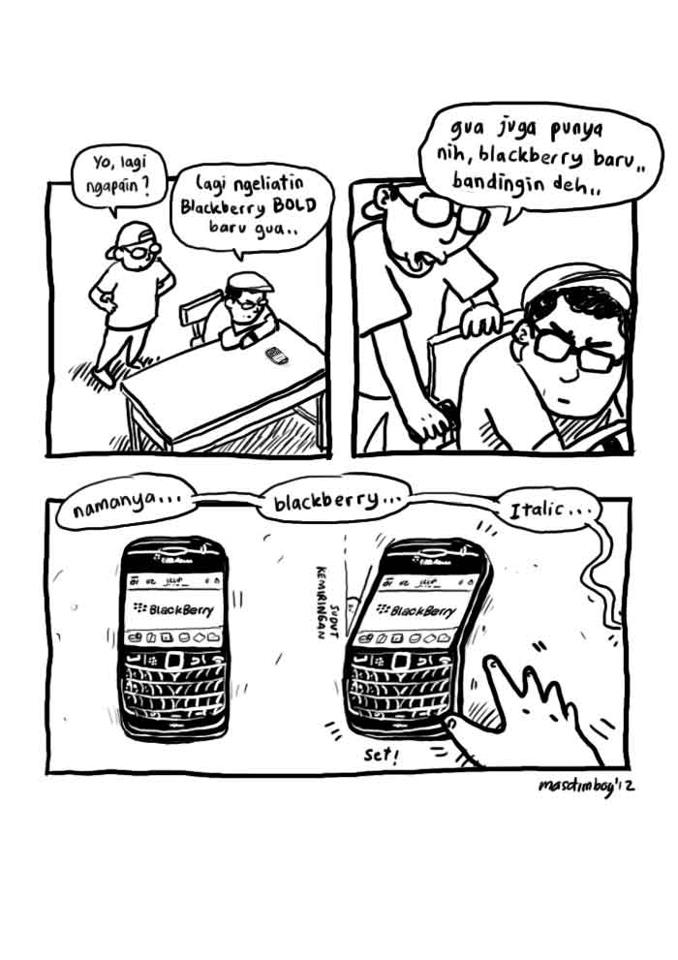 Yo, lagi
ngapain?
lagi ngeliatin
Blackberry BOLD
baru gua..
gua juga punya
nih, blackberry baru..
bandingin deh..
namanya...
blackberry...
Italic...
BlackBerry
SUDUT
KEMIRINGAN
BlackBerry
set!
masdimboy'12